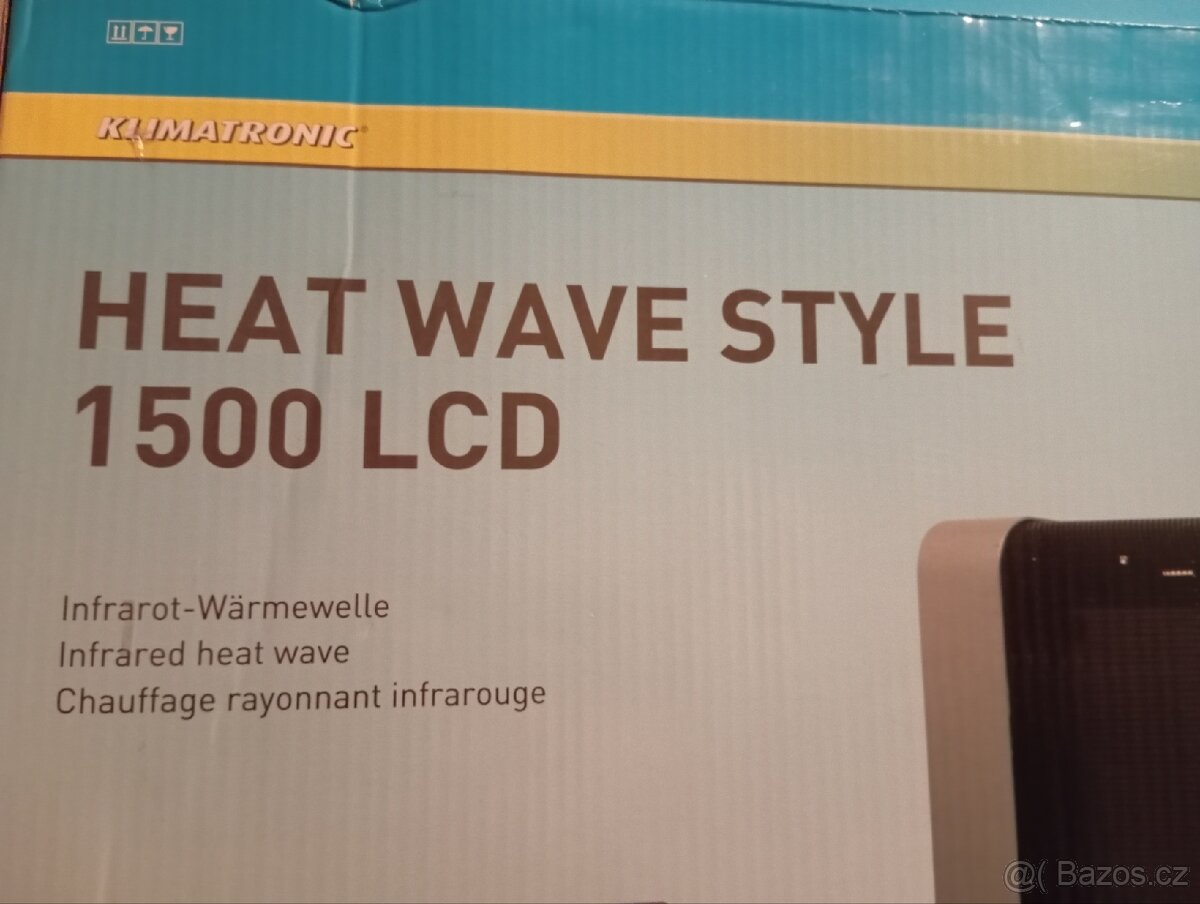 KLIMATRONIC®
HEAT WAVE STYLE
1500 LCD
Infrarot-Wärmewelle
Infrared heat wave
Chauffage rayonnant infrarouge
@( Bazos.cz